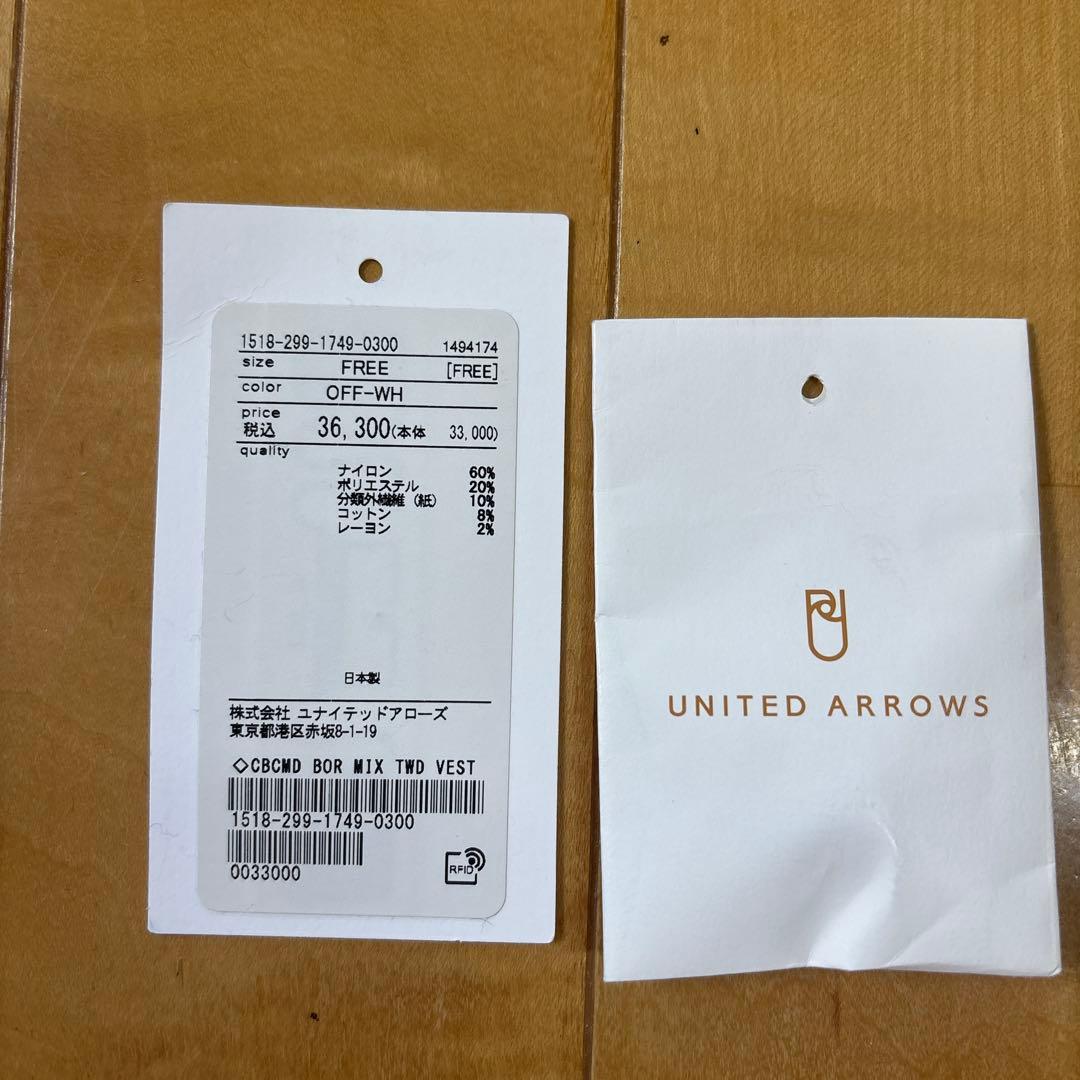 1518-299-1749-0300 1494174
size FREE [FREE]
color OFF-WH
price
税込 36,300(本体 33,000)
quality
ナイロン 60%
ポリエステル 20%
分類外繊維(紙) 10%
コットン 8%
レーヨン 2%
日本製
株式会社 ユナイテッドアローズ
東京都港区赤坂8-1-19
◇CBCMD BOR MIX TWD VEST
1518-299-1749-0300
0033000
RFID
UNITED ARROWS